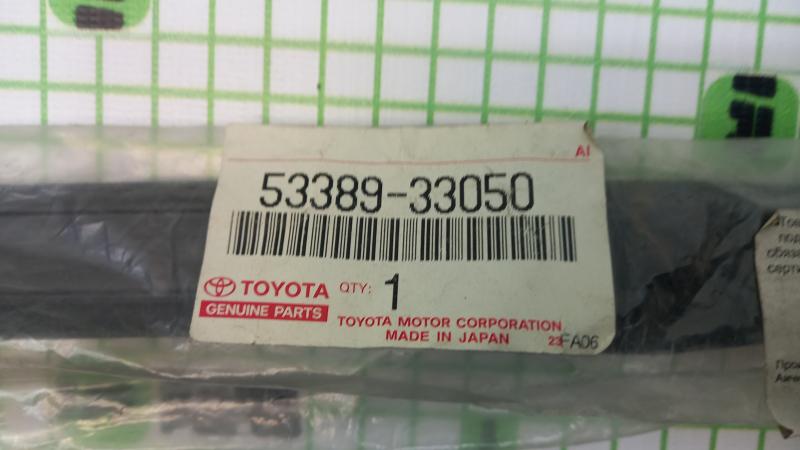 AI
53389-33050
TOYOTA QTY: 1
GENUINE PARTS
TOYOTA MOTOR CORPORATION
MADE IN JAPAN
23FA06